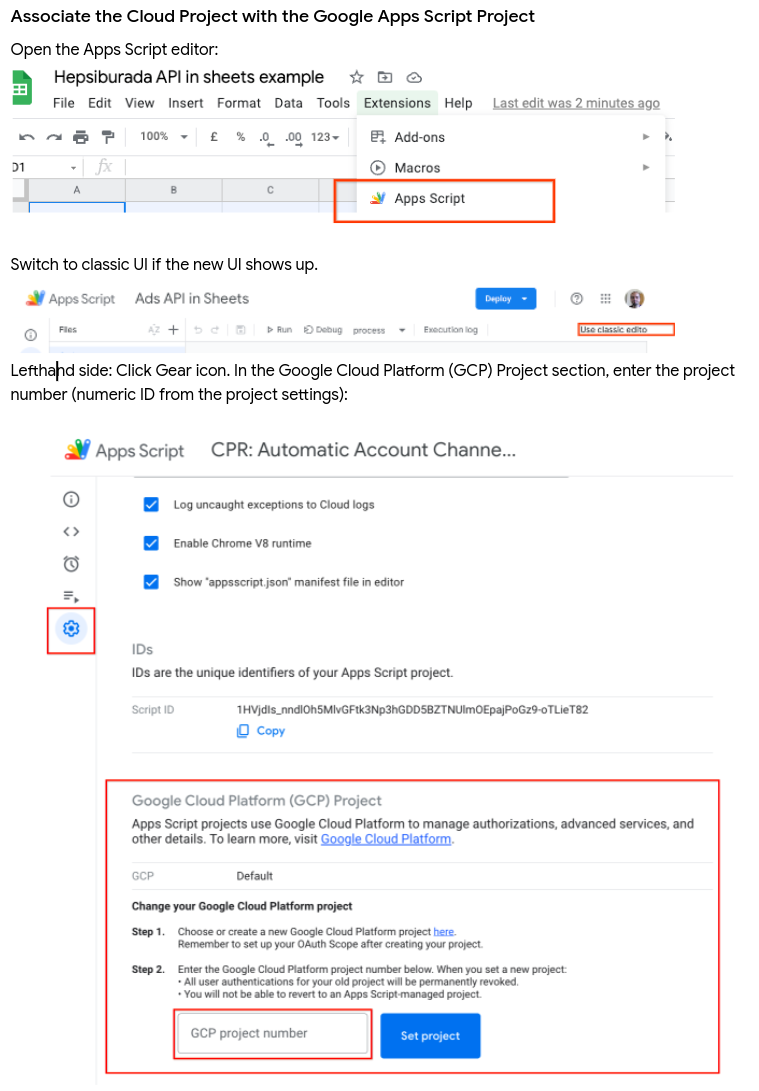 Associate the Cloud Project with the Google Apps Script Project
Open the Apps Script editor:
Hepsiburada API in sheets example
File Edit View Insert Format Data Tools Extensions Help Last edit was 2 minutes ago
100% £ % .0 .00 123 Add-ons
D1 fx Macros
A B C Apps Script
Switch to classic UI if the new UI shows up.
Apps Script Ads API in Sheets Deploy
Files AZ Run Debug process Execution log Use classic edito
Lefthand side: Click Gear icon. In the Google Cloud Platform (GCP) Project section, enter the project
number (numeric ID from the project settings):
Apps Script CPR: Automatic Account Channe...
Log uncaught exceptions to Cloud logs
Enable Chrome V8 runtime
Show "appsscript.json" manifest file in editor
IDs
IDs are the unique identifiers of your Apps Script project.
Script ID 1HVjdIs_nndlOh5MlvGFtk3Np3hGDD5BZTNUlmOEpajPoGz9-oTLieT82
Copy
Google Cloud Platform (GCP) Project
Apps Script projects use Google Cloud Platform to manage authorizations, advanced services, and
other details. To learn more, visit Google Cloud Platform.
GCP Default
Change your Google Cloud Platform project
Step 1. Choose or create a new Google Cloud Platform project here.
Remember to set up your OAuth Scope after creating your project.
Step 2. Enter the Google Cloud Platform project number below. When you set a new project:
• All user authentications for your old project will be permanently revoked.
• You will not be able to revert to an Apps Script-managed project.
GCP project number Set project